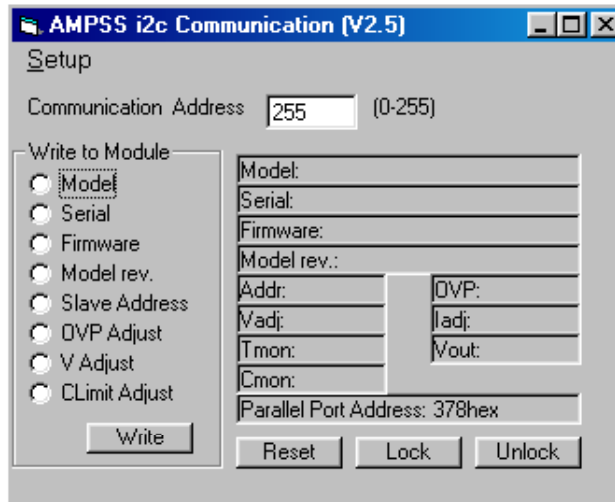 AMPSS i2c Communication (V2.5)
Setup
Communication Address 255 (0-255)
Write to Module
Model
Serial
Firmware
Model rev.
Slave Address
OVP Adjust
V Adjust
CLimit Adjust
Write
Model:
Serial:
Firmware:
Model rev.:
Addr: OVP:
Vadj: Iadj:
Tmon: Vout:
Cmon:
Parallel Port Address: 378hex
Reset Lock Unlock